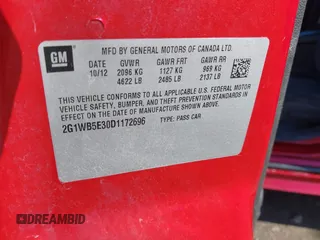 GM
MFD BY GENERAL MOTORS OF CANADA LTD.
DATE GVWR GAWR FRT GAWR RR
10/12 2096 KG 1127 KG 969 KG
4622 LB 2485 LB 2137 LB
THIS VEHICLE CONFORMS TO ALL APPLICABLE U.S. FEDERAL MOTOR VEHICLE
SAFETY, BUMPER, AND THEFT PREVENTION STANDARDS IN EFFECT ON THE
DATE OF MANUFACTURE SHOWN ABOVE.
2G1WB5E30D1172696 TYPE: PASS CAR
DREAMBID